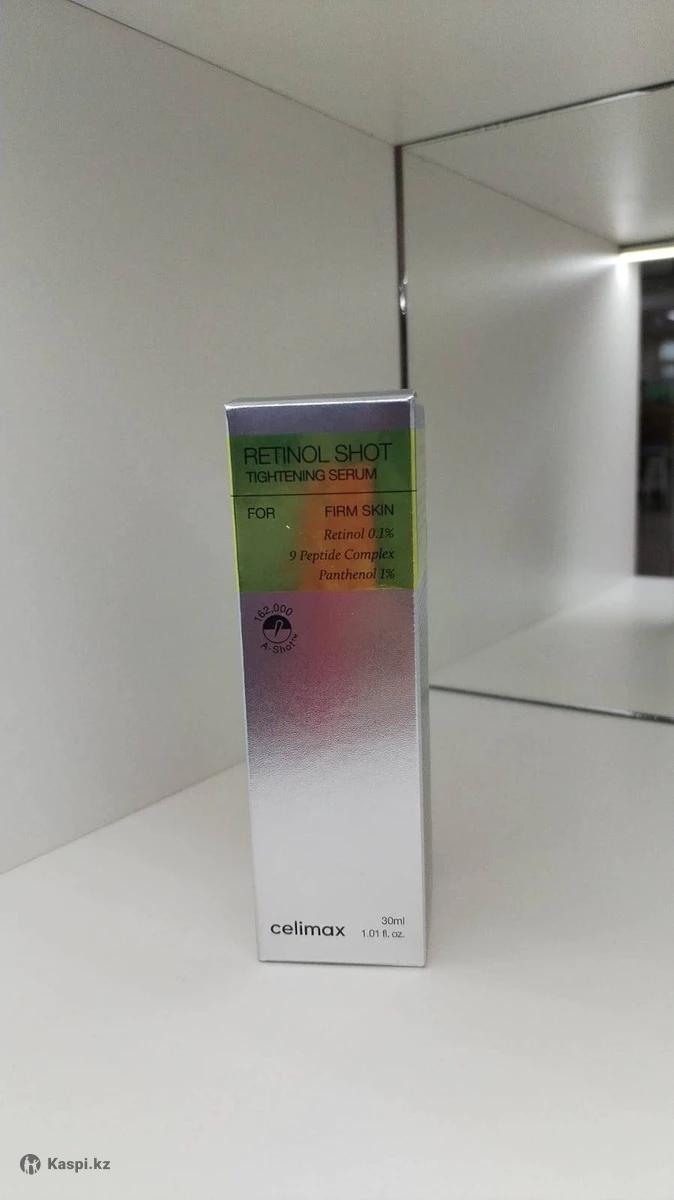 RETINOL SHOT
TIGHTENING SERUM
FOR FIRM SKIN
Retinol 0.1%
9 Peptide Complex
Panthenol 1%
162,000
A-Shot™
celimax
30ml
1.01 fl. oz.
Kaspi.kz